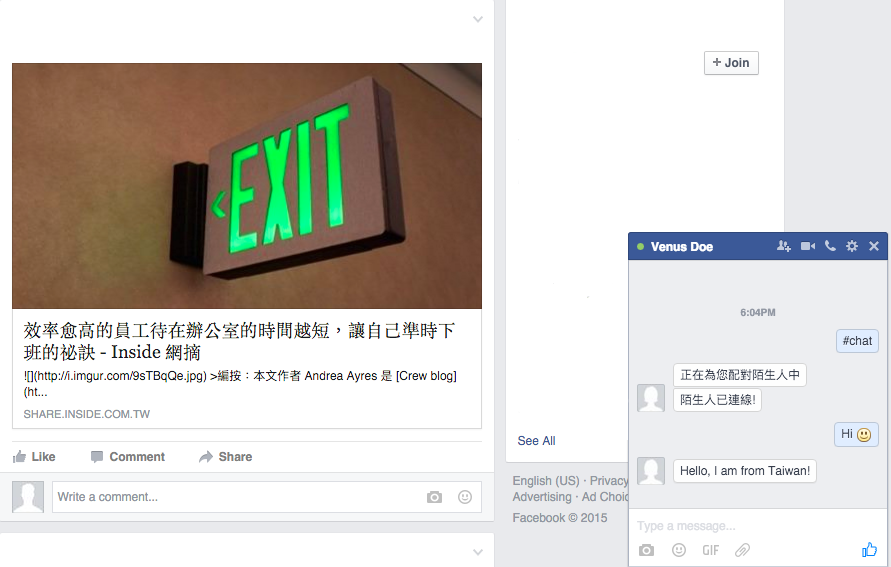 EXIT
效率愈高的員工待在辦公室的時間越短，讓自己準時下
班的祕訣 - Inside 網摘
![](http://i.imgur.com/9sTBqQe.jpg) >編按：本文作者 Andrea Ayres 是 [Crew blog]
(ht...
SHARE.INSIDE.COM.TW
Like Comment Share
Write a comment...
+ Join
See All
English (US) · Privacy
Advertising · Ad Choic
Facebook © 2015
Venus Doe
6:04PM
#chat
正在為您配對陌生人中
陌生人已連線!
Hi
Hello, I am from Taiwan!
Type a message...
GIF